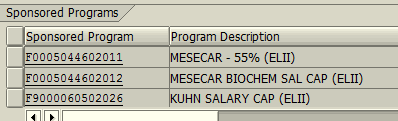 Sponsored Programs
Sponsored Program Program Description
F0005044602011 MESECAR - 55% (ELII)
F0005044602012 MESECAR BIOCHEM SAL CAP (ELII)
F9000060502026 KUHN SALARY CAP (ELII)